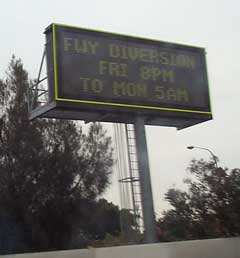 FWY DIVERSION
FRI 8PM
TO MON 5AM